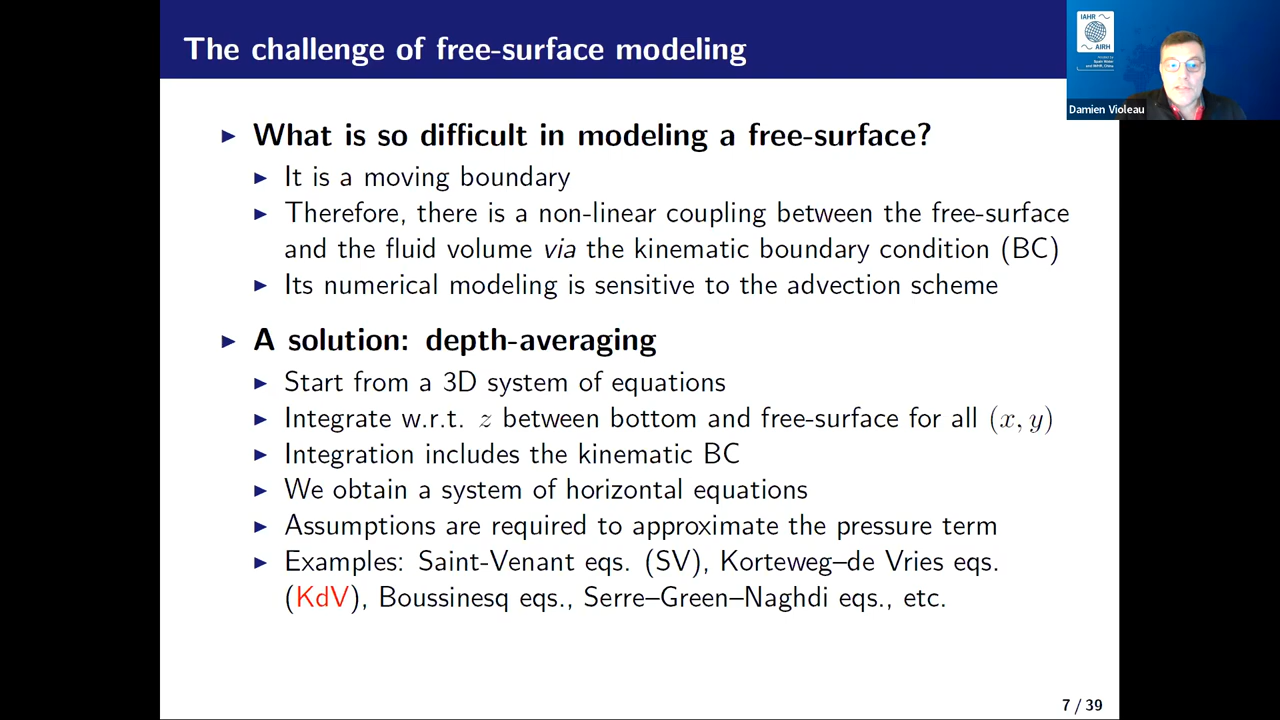 The challenge of free-surface modeling
IAHR
AIRH
Damien Violeau
What is so difficult in modeling a free-surface?
It is a moving boundary
Therefore, there is a non-linear coupling between the free-surface
and the fluid volume via the kinematic boundary condition (BC)
Its numerical modeling is sensitive to the advection scheme
A solution: depth-averaging
Start from a 3D system of equations
Integrate w.r.t. z between bottom and free-surface for all (x, y)
Integration includes the kinematic BC
We obtain a system of horizontal equations
Assumptions are required to approximate the pressure term
Examples: Saint-Venant eqs. (SV), Korteweg–de Vries eqs.
(KdV), Boussinesq eqs., Serre–Green–Naghdi eqs., etc.
7 / 39